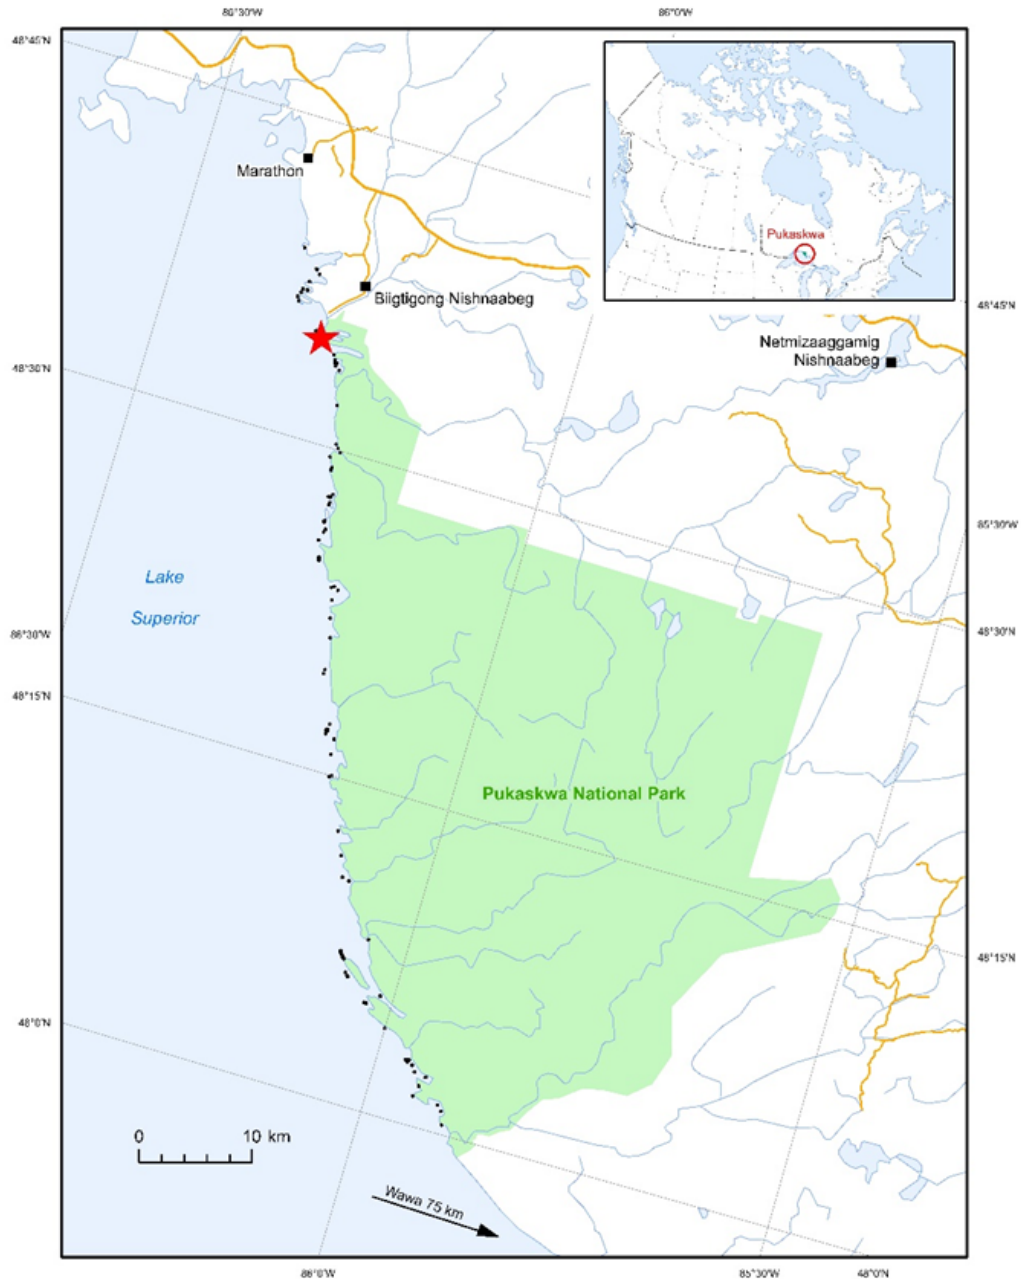 86°30'W
86°0'W
48°45'N
Marathon
Pukaskwa
Biigtigong Nishnaabeg
48°45'N
Netmizaaggamig
Nishnaabeg
48°30'N
85°30'W
Lake
Superior
86°30'W
48°30'N
48°15'N
Pukaskwa National Park
48°15'N
48°0'N
0 10 km
Wawa 75 km
86°0'W
85°30'W
48°0'N